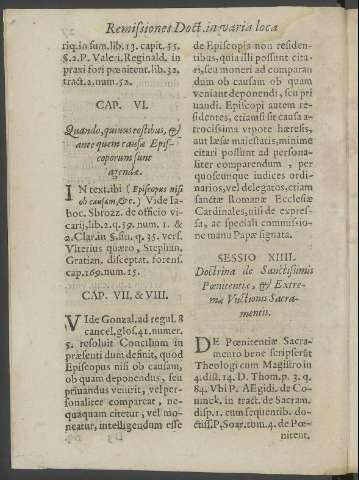 Remissiones Doct. in varia loca
riq. in sum. lib. 13. capit. 55.
§. 2. P. Valer. Reginald. in
praxi fori pœnitent. lib. 32.
tract. 2. num. 52.
CAP. VI.
Quando, quibus testibus, &
ante quem causæ Epis-
coporum sunt
agendæ.
IN text. ibi (Episcopus nisi
ob causam, &c.) Vide Ia-
hoc. Sbrozz. de officio vi-
carij, lib. 2. q. 59. num. 1. &
2. Clar. in §. fin. q. 35. vers.
Viterius quæro, Stephan.
Gratian. disceptat. forens.
cap. 169. num. 15.
CAP. VII. & VIII.
VIde Gonzal. ad regul. 8
cancel. glos. 41. numer.
5. resoluit Concilium in
præsenti dum definit, quod
Episcopus nisi ob causam,
ob quam deponendus, seu
priuandus venirit, vel per-
sonaliter compareat, ne-
quaquam citetur, vel mo-
neatur, intelligendum esse
de Episcopis non residen-
tibus, quia illi possunt cita-
ri, seu moneri ad comparan
dum ob causam ob quam
veniant deponendi, seu pri
uandi. Episcopi autem re-
sidentes, etiamsi sit causa a-
trocissima vtpote hæresis,
aut læsæ maiestatis, minime
citari possunt ad persona-
liter comparendum, per
quoscunque iudices ordi-
narios, vel delegatos, etiam
sanctæ Romanæ Ecclesiæ
Cardinales, nisi de expres-
sa, ac speciali commissio-
ne manu Papæ signata.
SESSIO XIIII.
Doctrina de Sanctissimis
Pœnitentiæ, & Extre-
mæ Vnctionis Sacra-
mentis.
DE Pœnitentiæ Sacra-
mento bene scripserūt
Theologi cum Magistro in
4. dist. 14. D. Thom. p. 3. q.
84. Vbi P. AEgidi. de Co-
ninck. in tract. de Sacram.
disp. 1. cum sequentib. do-
ctiss. P. Soar. tom. 4. de Pœ-
nitent.